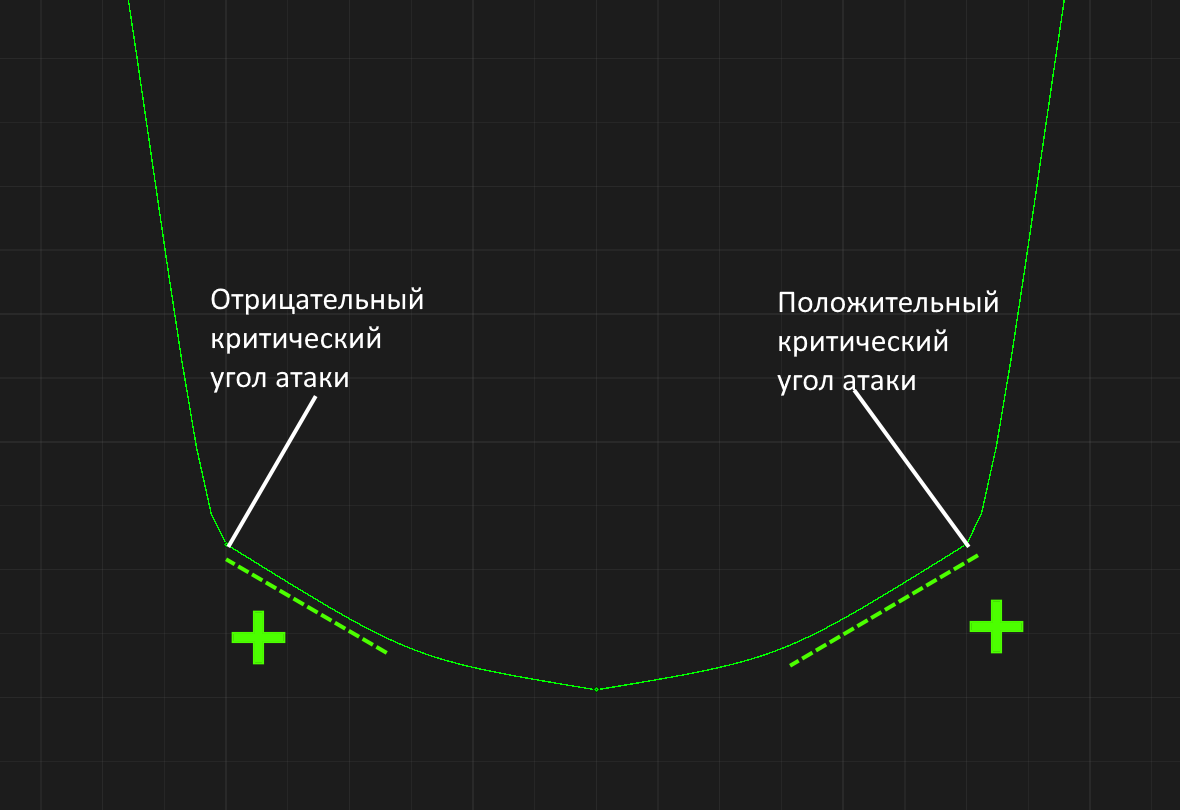 Отрицательный
критический
угол атаки
Положительный
критический
угол атаки